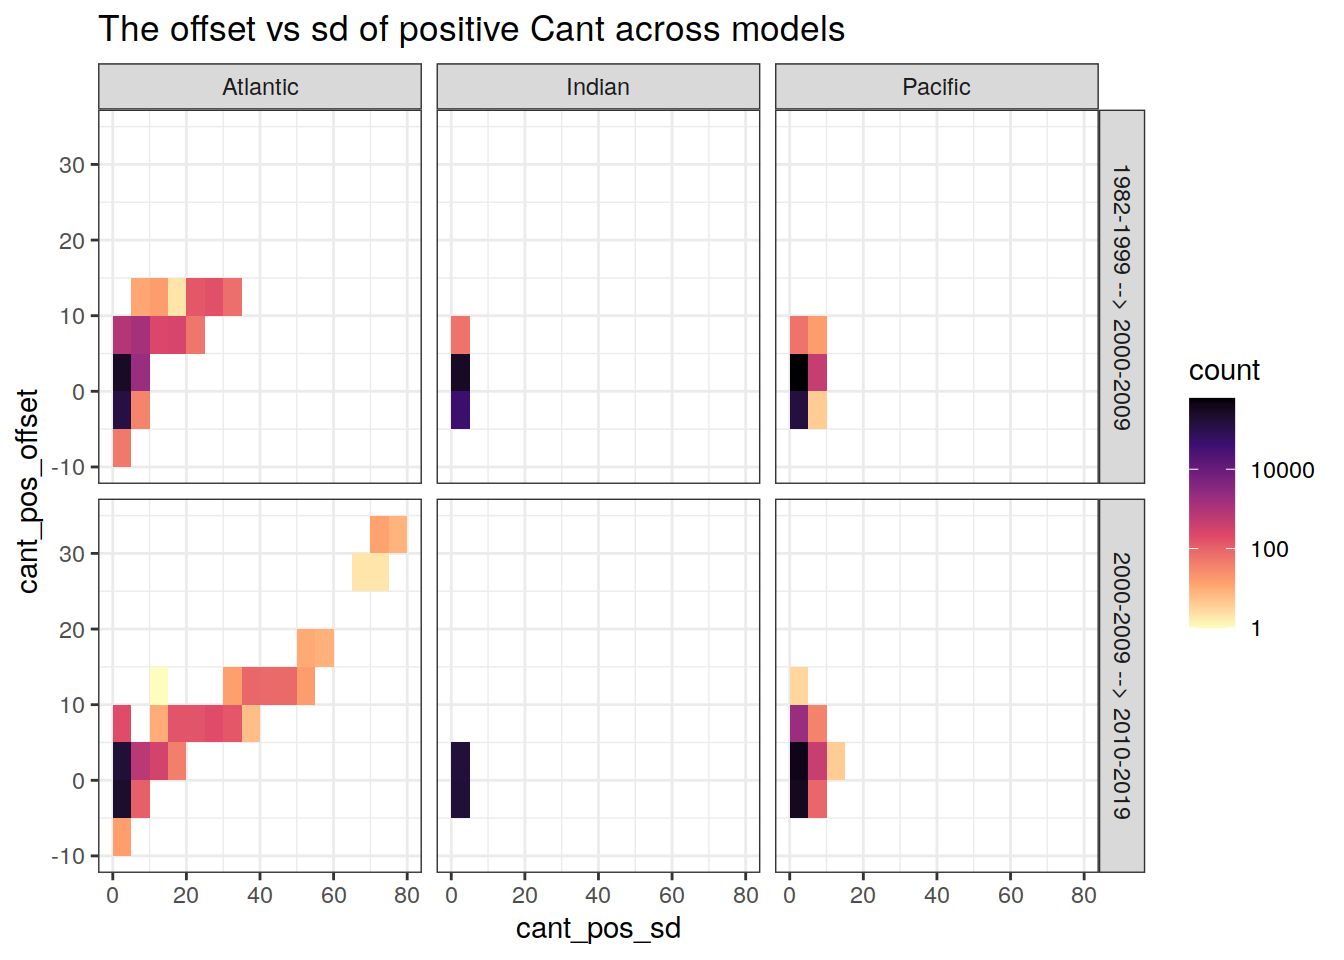 The offset vs sd of positive Cant across models
Atlantic
Indian
Pacific
30
20
10
0
-10
1982-1999 --> 2000-2009
30
20
10
0
-10
2000-2009 --> 2010-2019
0 20 40 60 80
0 20 40 60 80
0 20 40 60 80
cant_pos_sd
cant_pos_offset
count
10000
100
1